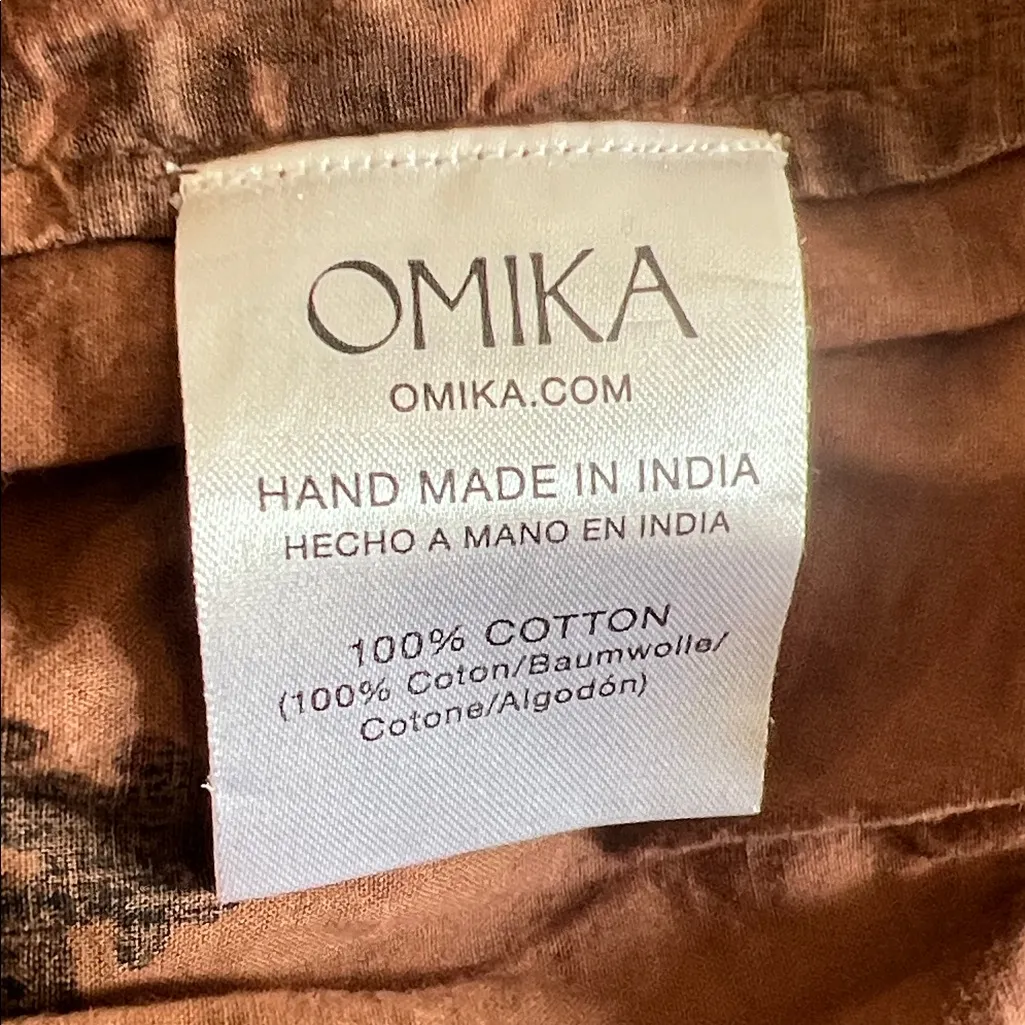 OMIKA
OMIKA.COM
HAND MADE IN INDIA
HECHO A MANO EN INDIA
100% COTTON
(100% Coton/Baumwolle/
Cotone/Algodón)